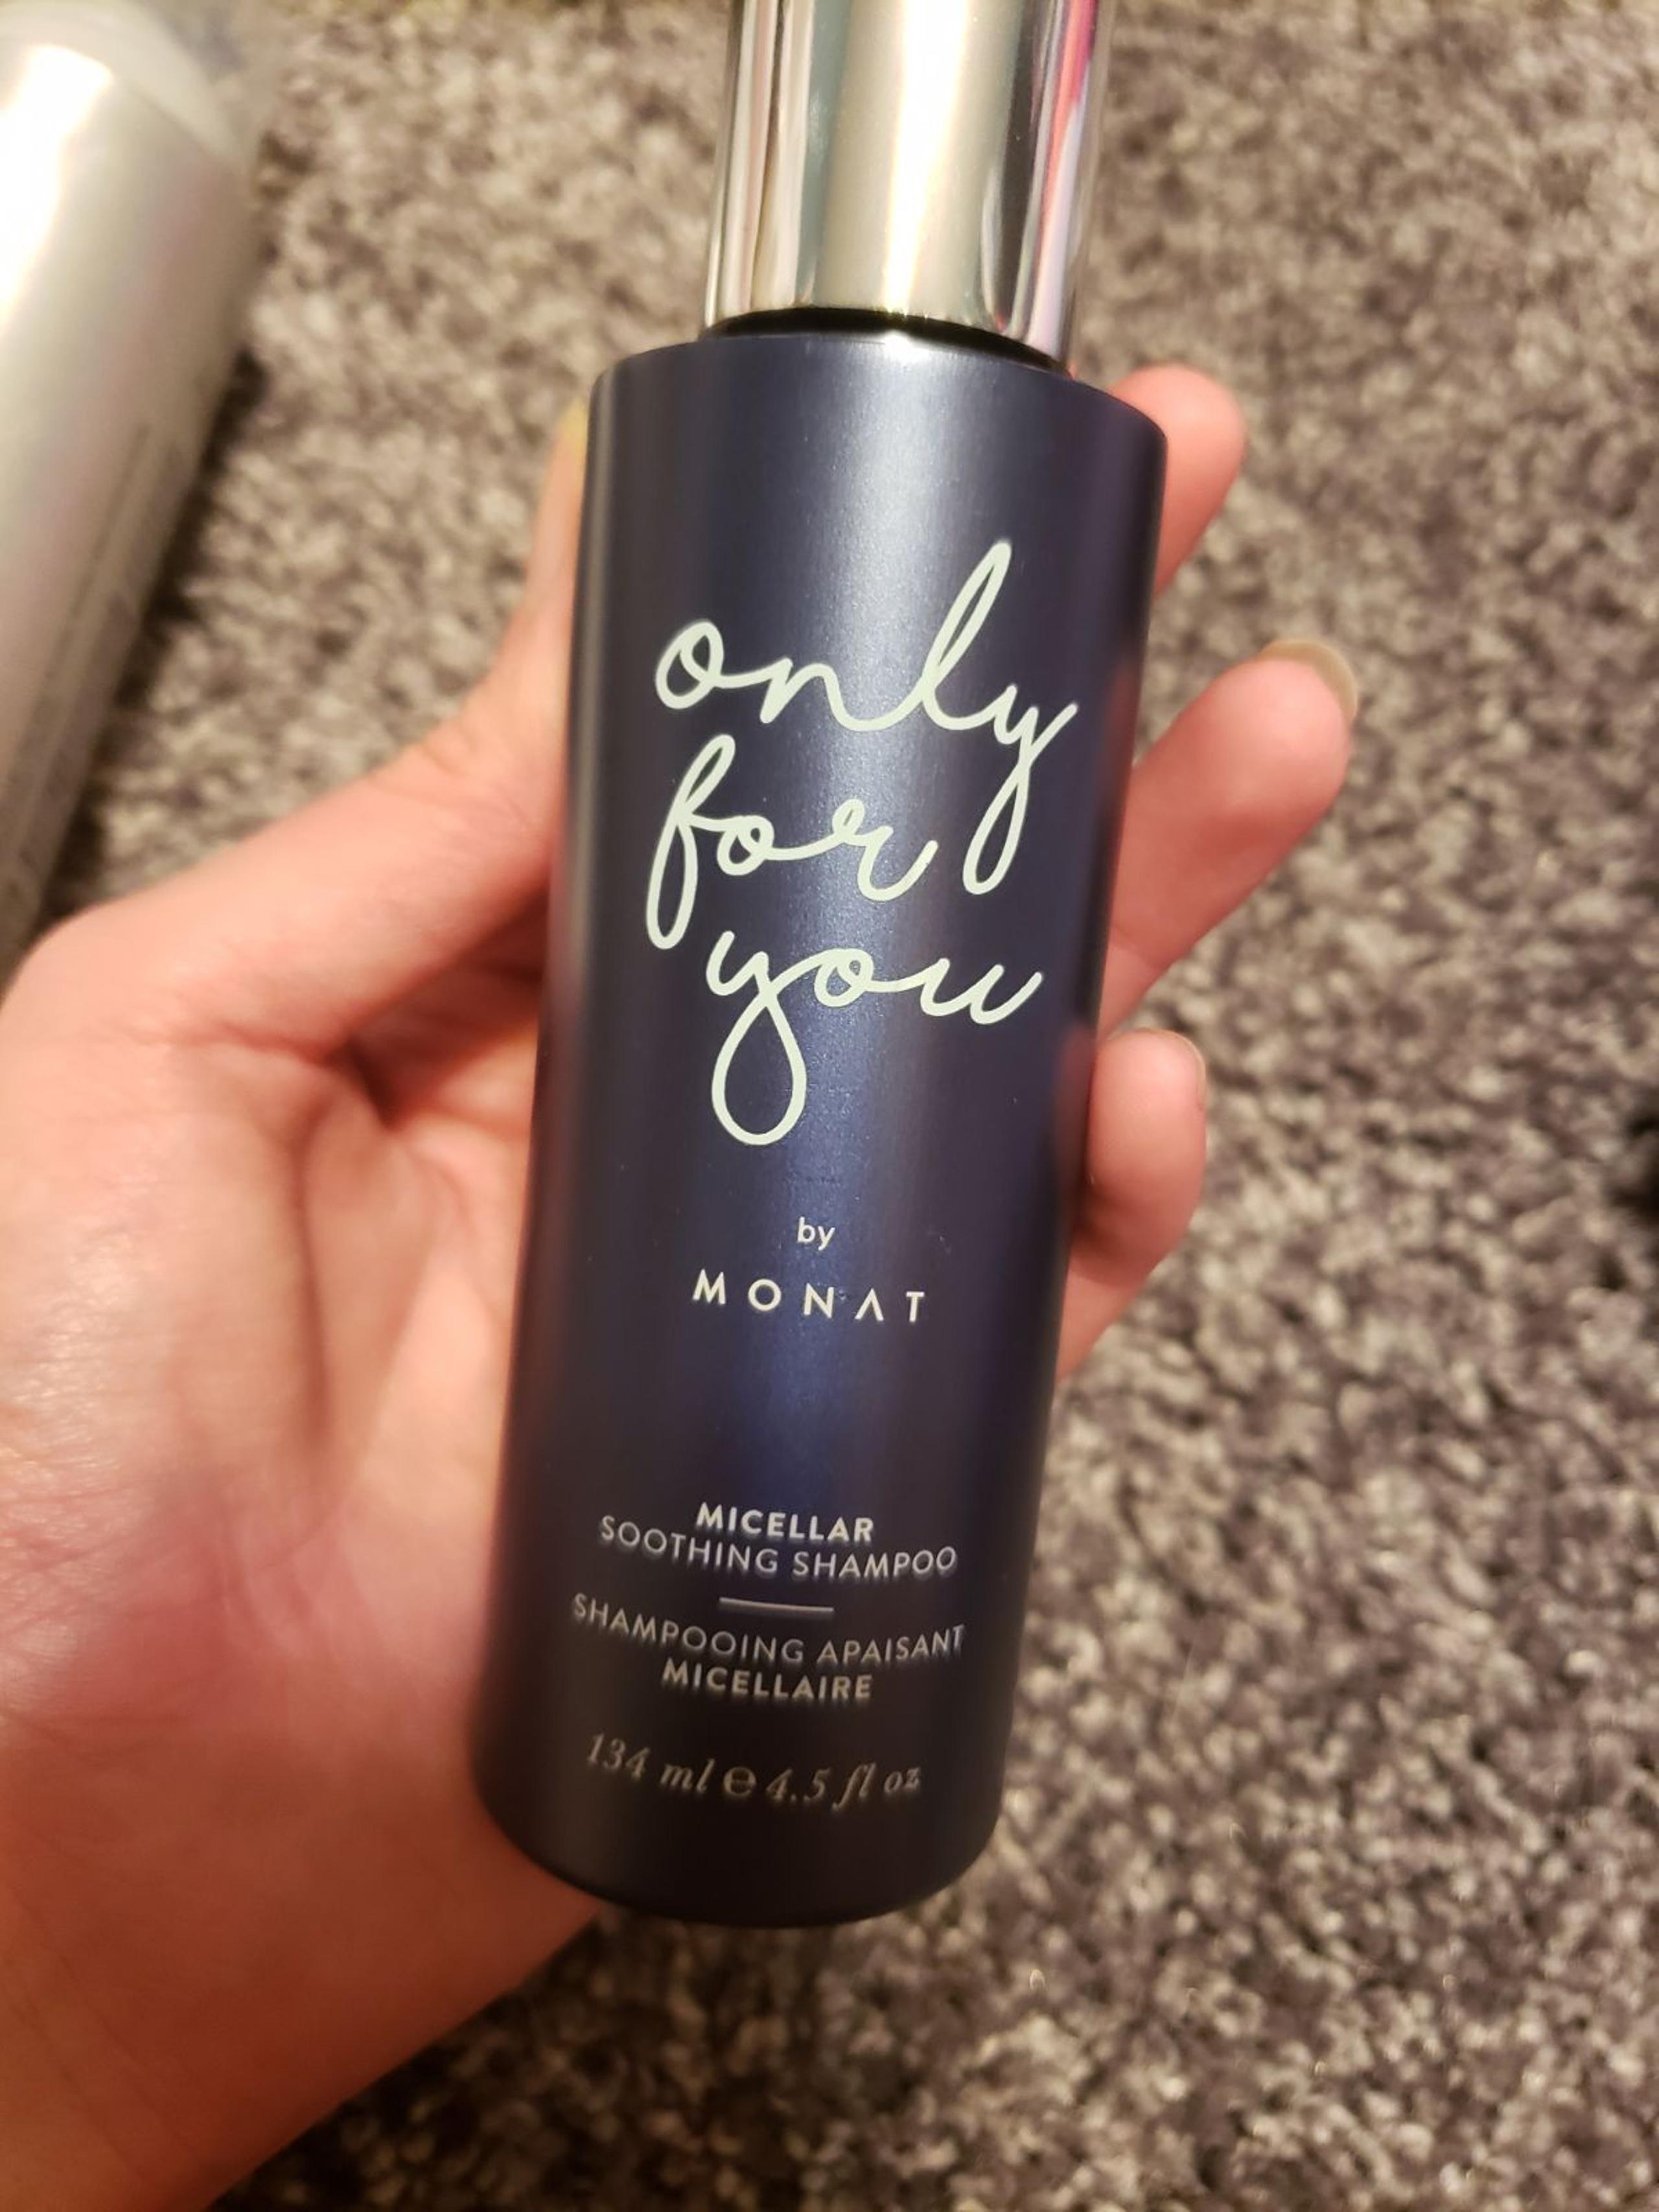 only
for
you
by
MONAT
MICELLAR
SOOTHING SHAMPOO
SHAMPOOING APAISANT
MICELLAIRE
134 ml ℮ 4.5 fl oz